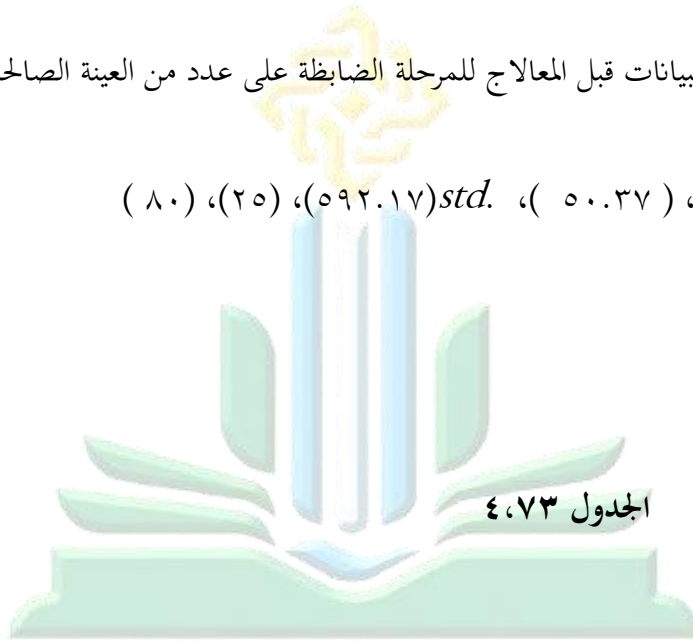 بيانات قبل المعالاج للمرحلة الضابظة على عدد من العينة الصالح
، ( ٥٠.٣٧ )، .std(٥٩٢.١٧)، (٢٥)، (٨٠ )
الجدول ٤،٧٣